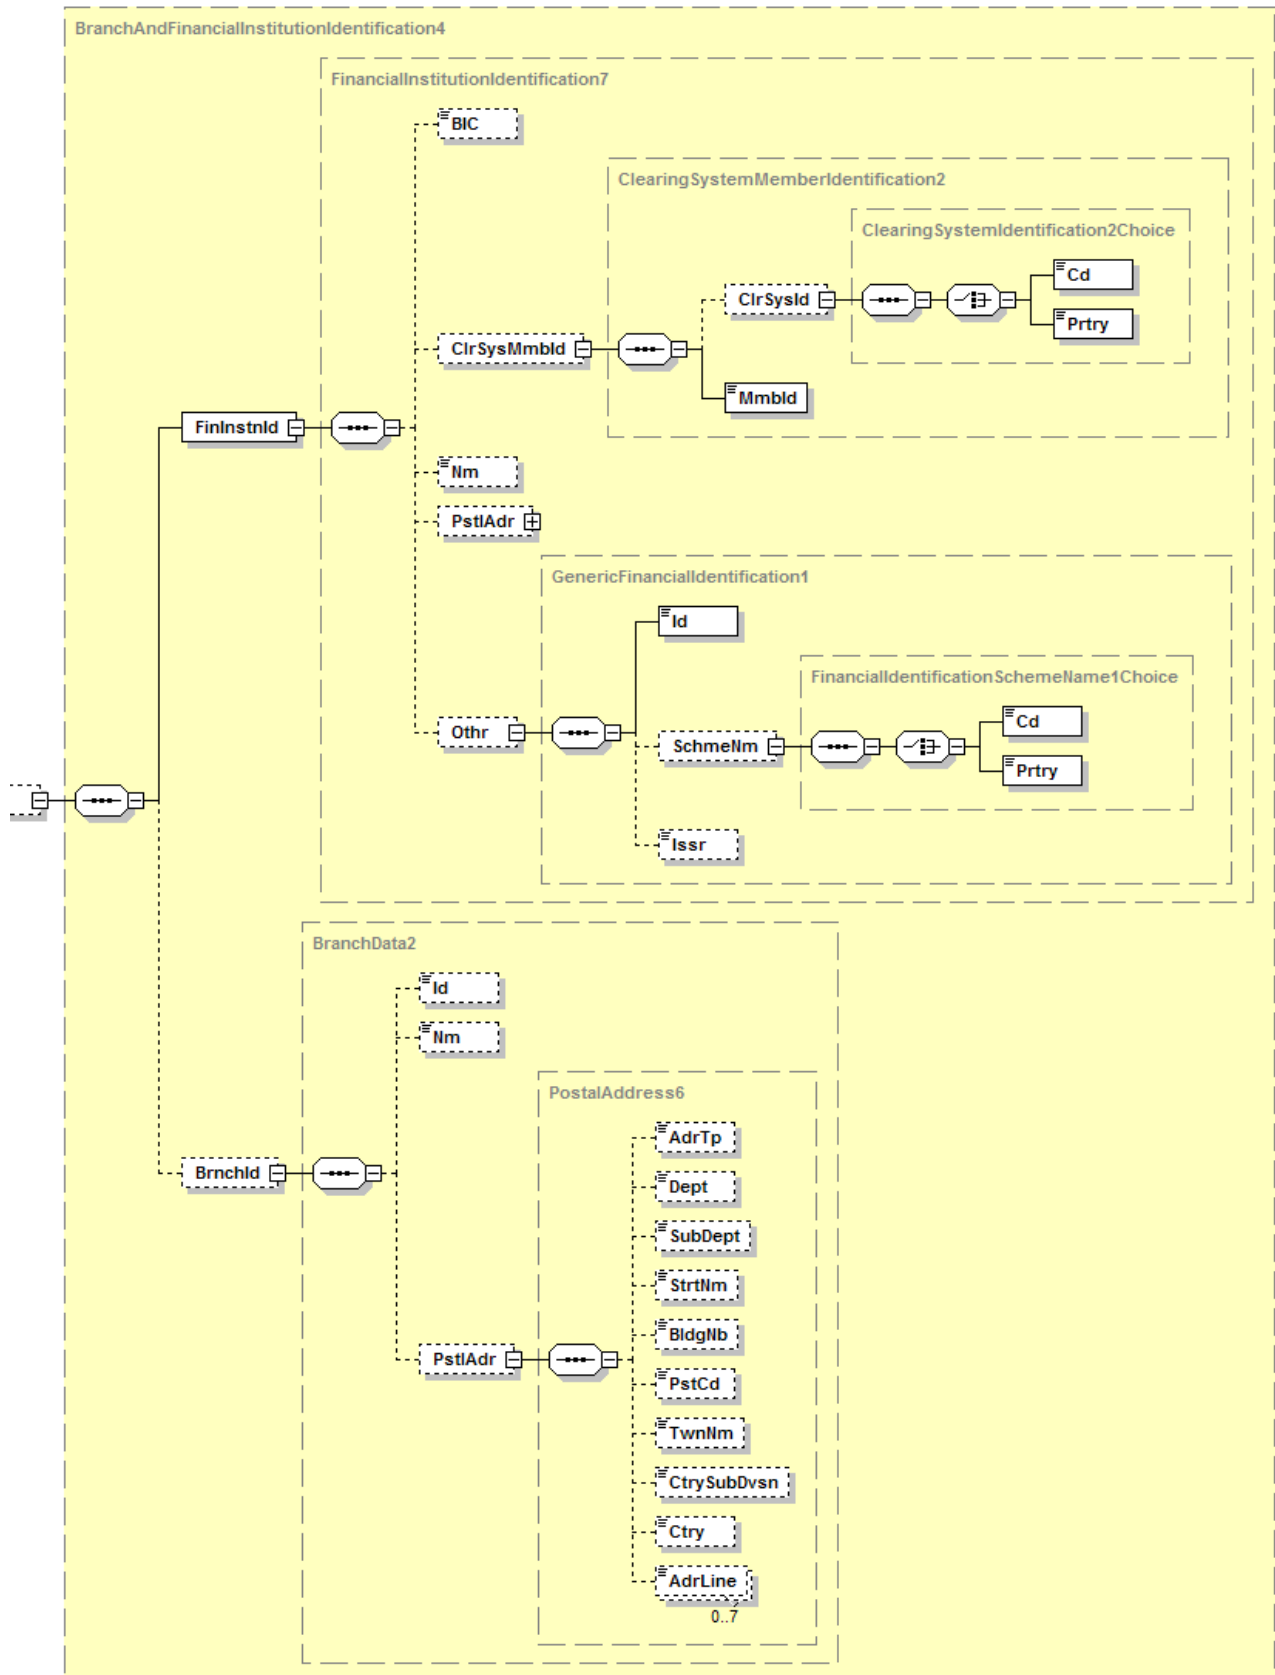 BranchAndFinancialInstitutionIdentification4
FinancialInstitutionIdentification7
BIC
ClearingSystemMemberIdentification2
ClearingSystemIdentification2Choice
Cd
ClrSysId
Prtry
ClrSysMmbId
MmbId
FinInstnId
Nm
PstlAdr
GenericFinancialIdentification1
Id
FinancialIdentificationSchemeName1Choice
Cd
Othr
SchmeNm
Prtry
Issr
BranchData2
Id
Nm
PostalAddress6
AdrTp
BrnchId
Dept
SubDept
StrtNm
BldgNb
PstlAdr
PstCd
TwnNm
CtrySubDvsn
Ctry
AdrLine
0..7